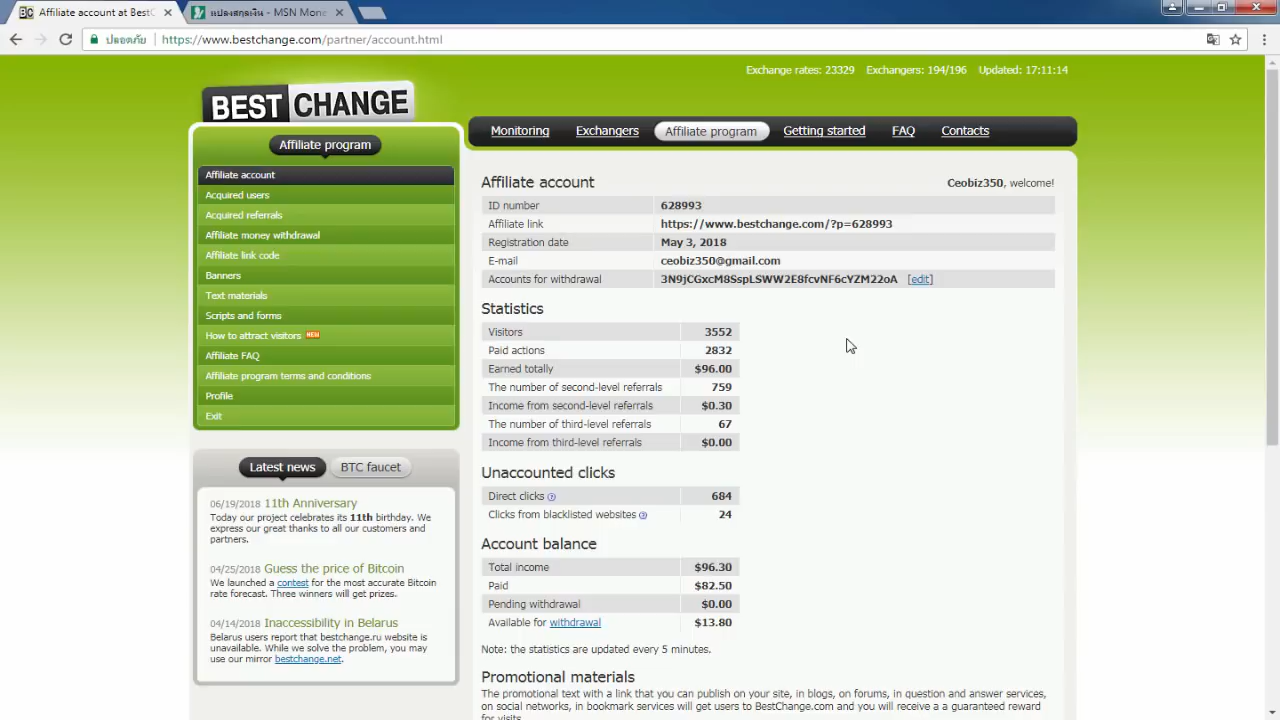 Affiliate account at BestC
แปลงสกุลเงิน - MSN Mone
ปลอดภัย https://www.bestchange.com/partner/account.html
Exchange rates: 23329 Exchangers: 194/196 Updated: 17:11:14
BESTCHANGE
Monitoring Exchangers Affiliate program Getting started FAQ Contacts
Affiliate program
Affiliate account
Acquired users
Acquired referrals
Affiliate money withdrawal
Affiliate link code
Banners
Text materials
Scripts and forms
How to attract visitors NEW
Affiliate FAQ
Affiliate program terms and conditions
Profile
Exit
Latest news BTC faucet
06/19/2018 11th Anniversary
Today our project celebrates its 11th birthday. We
express our great thanks to all our customers and
partners.
04/25/2018 Guess the price of Bitcoin
We launched a contest for the most accurate Bitcoin
rate forecast. Three winners will get prizes.
04/14/2018 Inaccessibility in Belarus
Belarus users report that bestchange.ru website is
unavailable. While we solve the problem, you may
use our mirror bestchange.net.
Affiliate account Ceobiz350, welcome!
ID number 628993
Affiliate link https://www.bestchange.com/?p=628993
Registration date May 3, 2018
E-mail ceobiz350@gmail.com
Accounts for withdrawal 3N9jCGxcM8SspLSWW2E8fcvNF6cYZM22oA [edit]
Statistics
Visitors 3552
Paid actions 2832
Earned totally $96.00
The number of second-level referrals 759
Income from second-level referrals $0.30
The number of third-level referrals 67
Income from third-level referrals $0.00
Unaccounted clicks
Direct clicks 684
Clicks from blacklisted websites 24
Account balance
Total income $96.30
Paid $82.50
Pending withdrawal $0.00
Available for withdrawal $13.80
Note: the statistics are updated every 5 minutes.
Promotional materials
The promotional text with a link that you can publish on your site, in blogs, on forums, in question and answer services,
on social networks, in bookmark services will get users to BestChange.com and you will receive a a guaranteed reward
for visits.